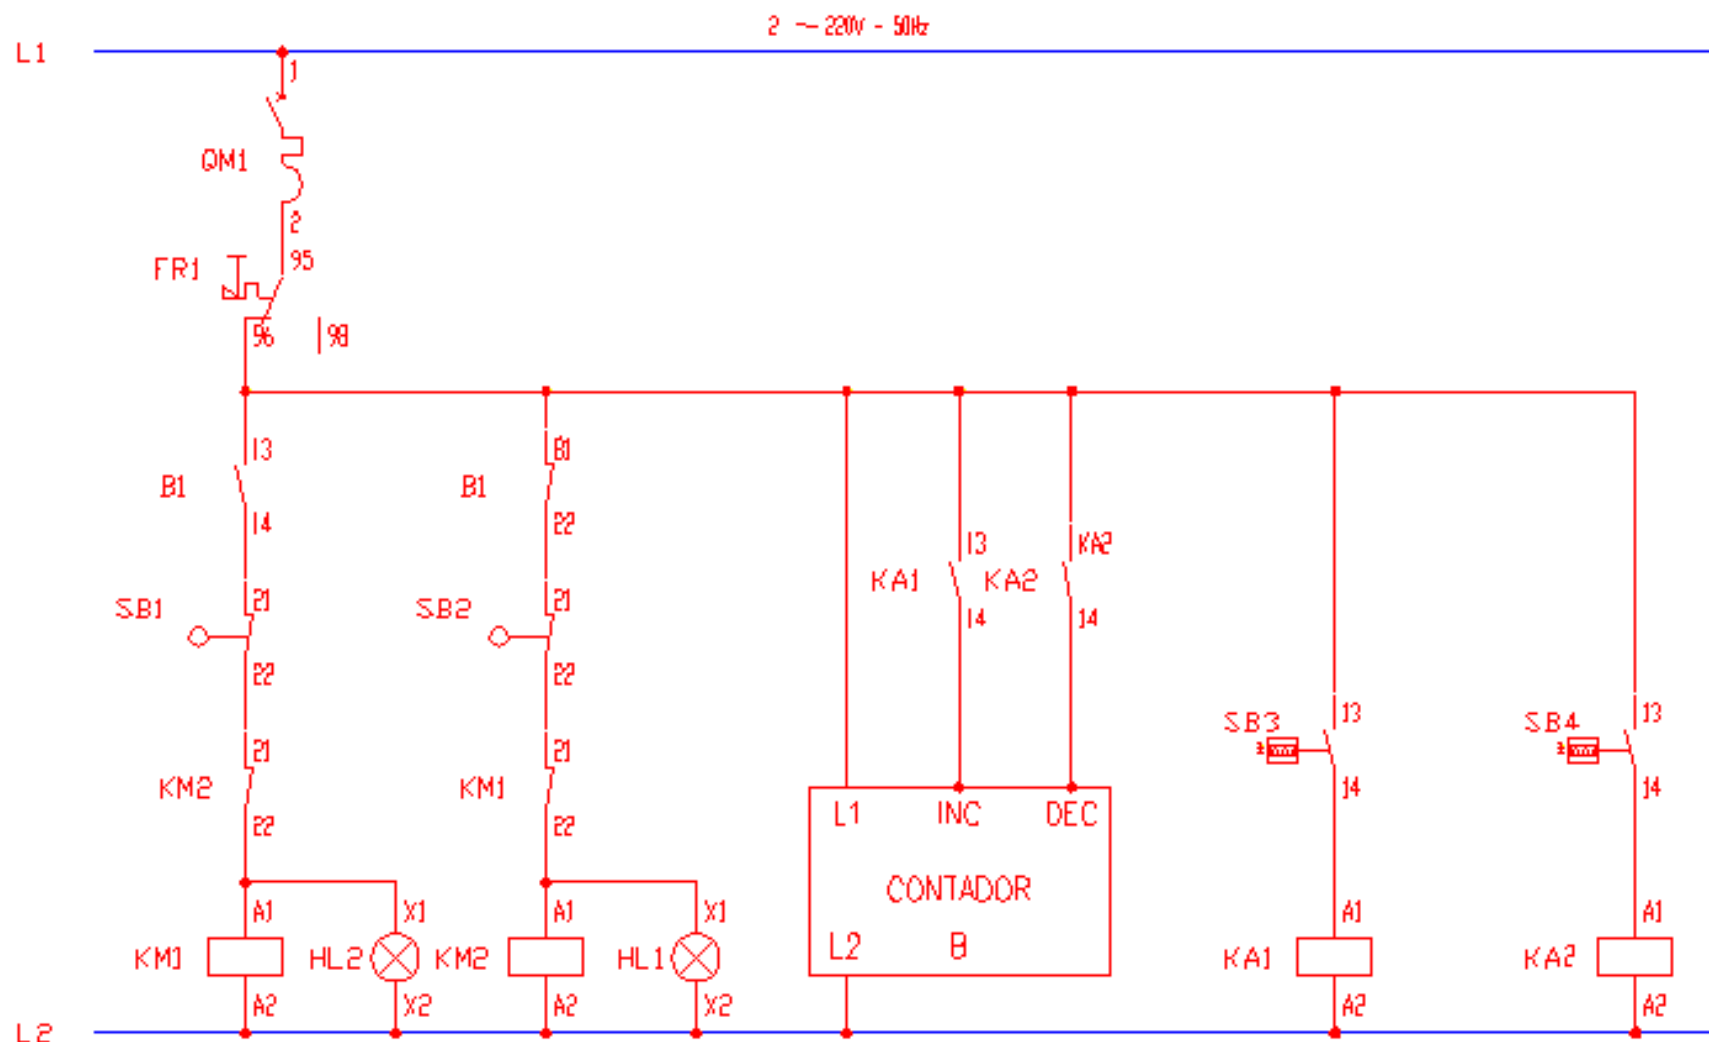 2 ~ 220V - 50Hz
L1
1
QM1
2
FR1
95
96
98
13
B1
14
B1
B1
22
SB1
21
22
SB2
21
22
KM2
21
22
KM1
21
22
KA1
13
14
KA2
KA2
14
L1 INC DEC
CONTADOR
L2 B
SB3
13
14
SB4
13
14
KM1
A1
A2
HL2
X1
X2
KM2
A1
A2
HL1
X1
X2
KA1
A1
A2
KA2
A1
A2
L2